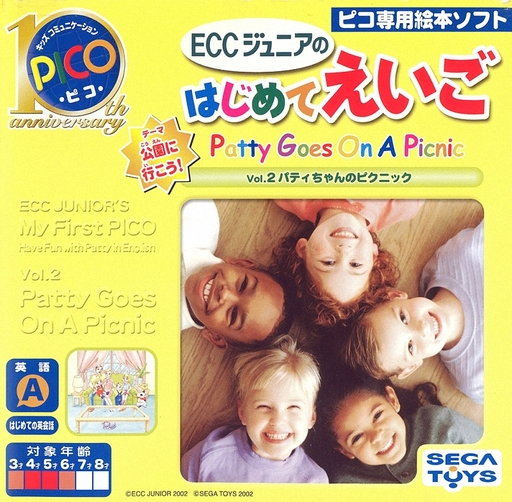 ピコ専用絵本ソフト
10th
anniversary
キッズコミュニケーション
PICO
・ピコ・
ECCジュニアの
はじめてえいご
Patty Goes On A Picnic
Vol.2 パティちゃんのピクニック
テーマ
こうえん
公園に
い
行こう!
ECC JUNIOR'S
My First PICO
Have Fun with Patty in English
Vol.2
Patty Goes
On A Picnic
英語
A
はじめての英会話
対象年齢
3才 4才 5才 6才 7才 8才
©ECC JUNIOR 2002 ©SEGA TOYS 2002
SEGA
TOYS